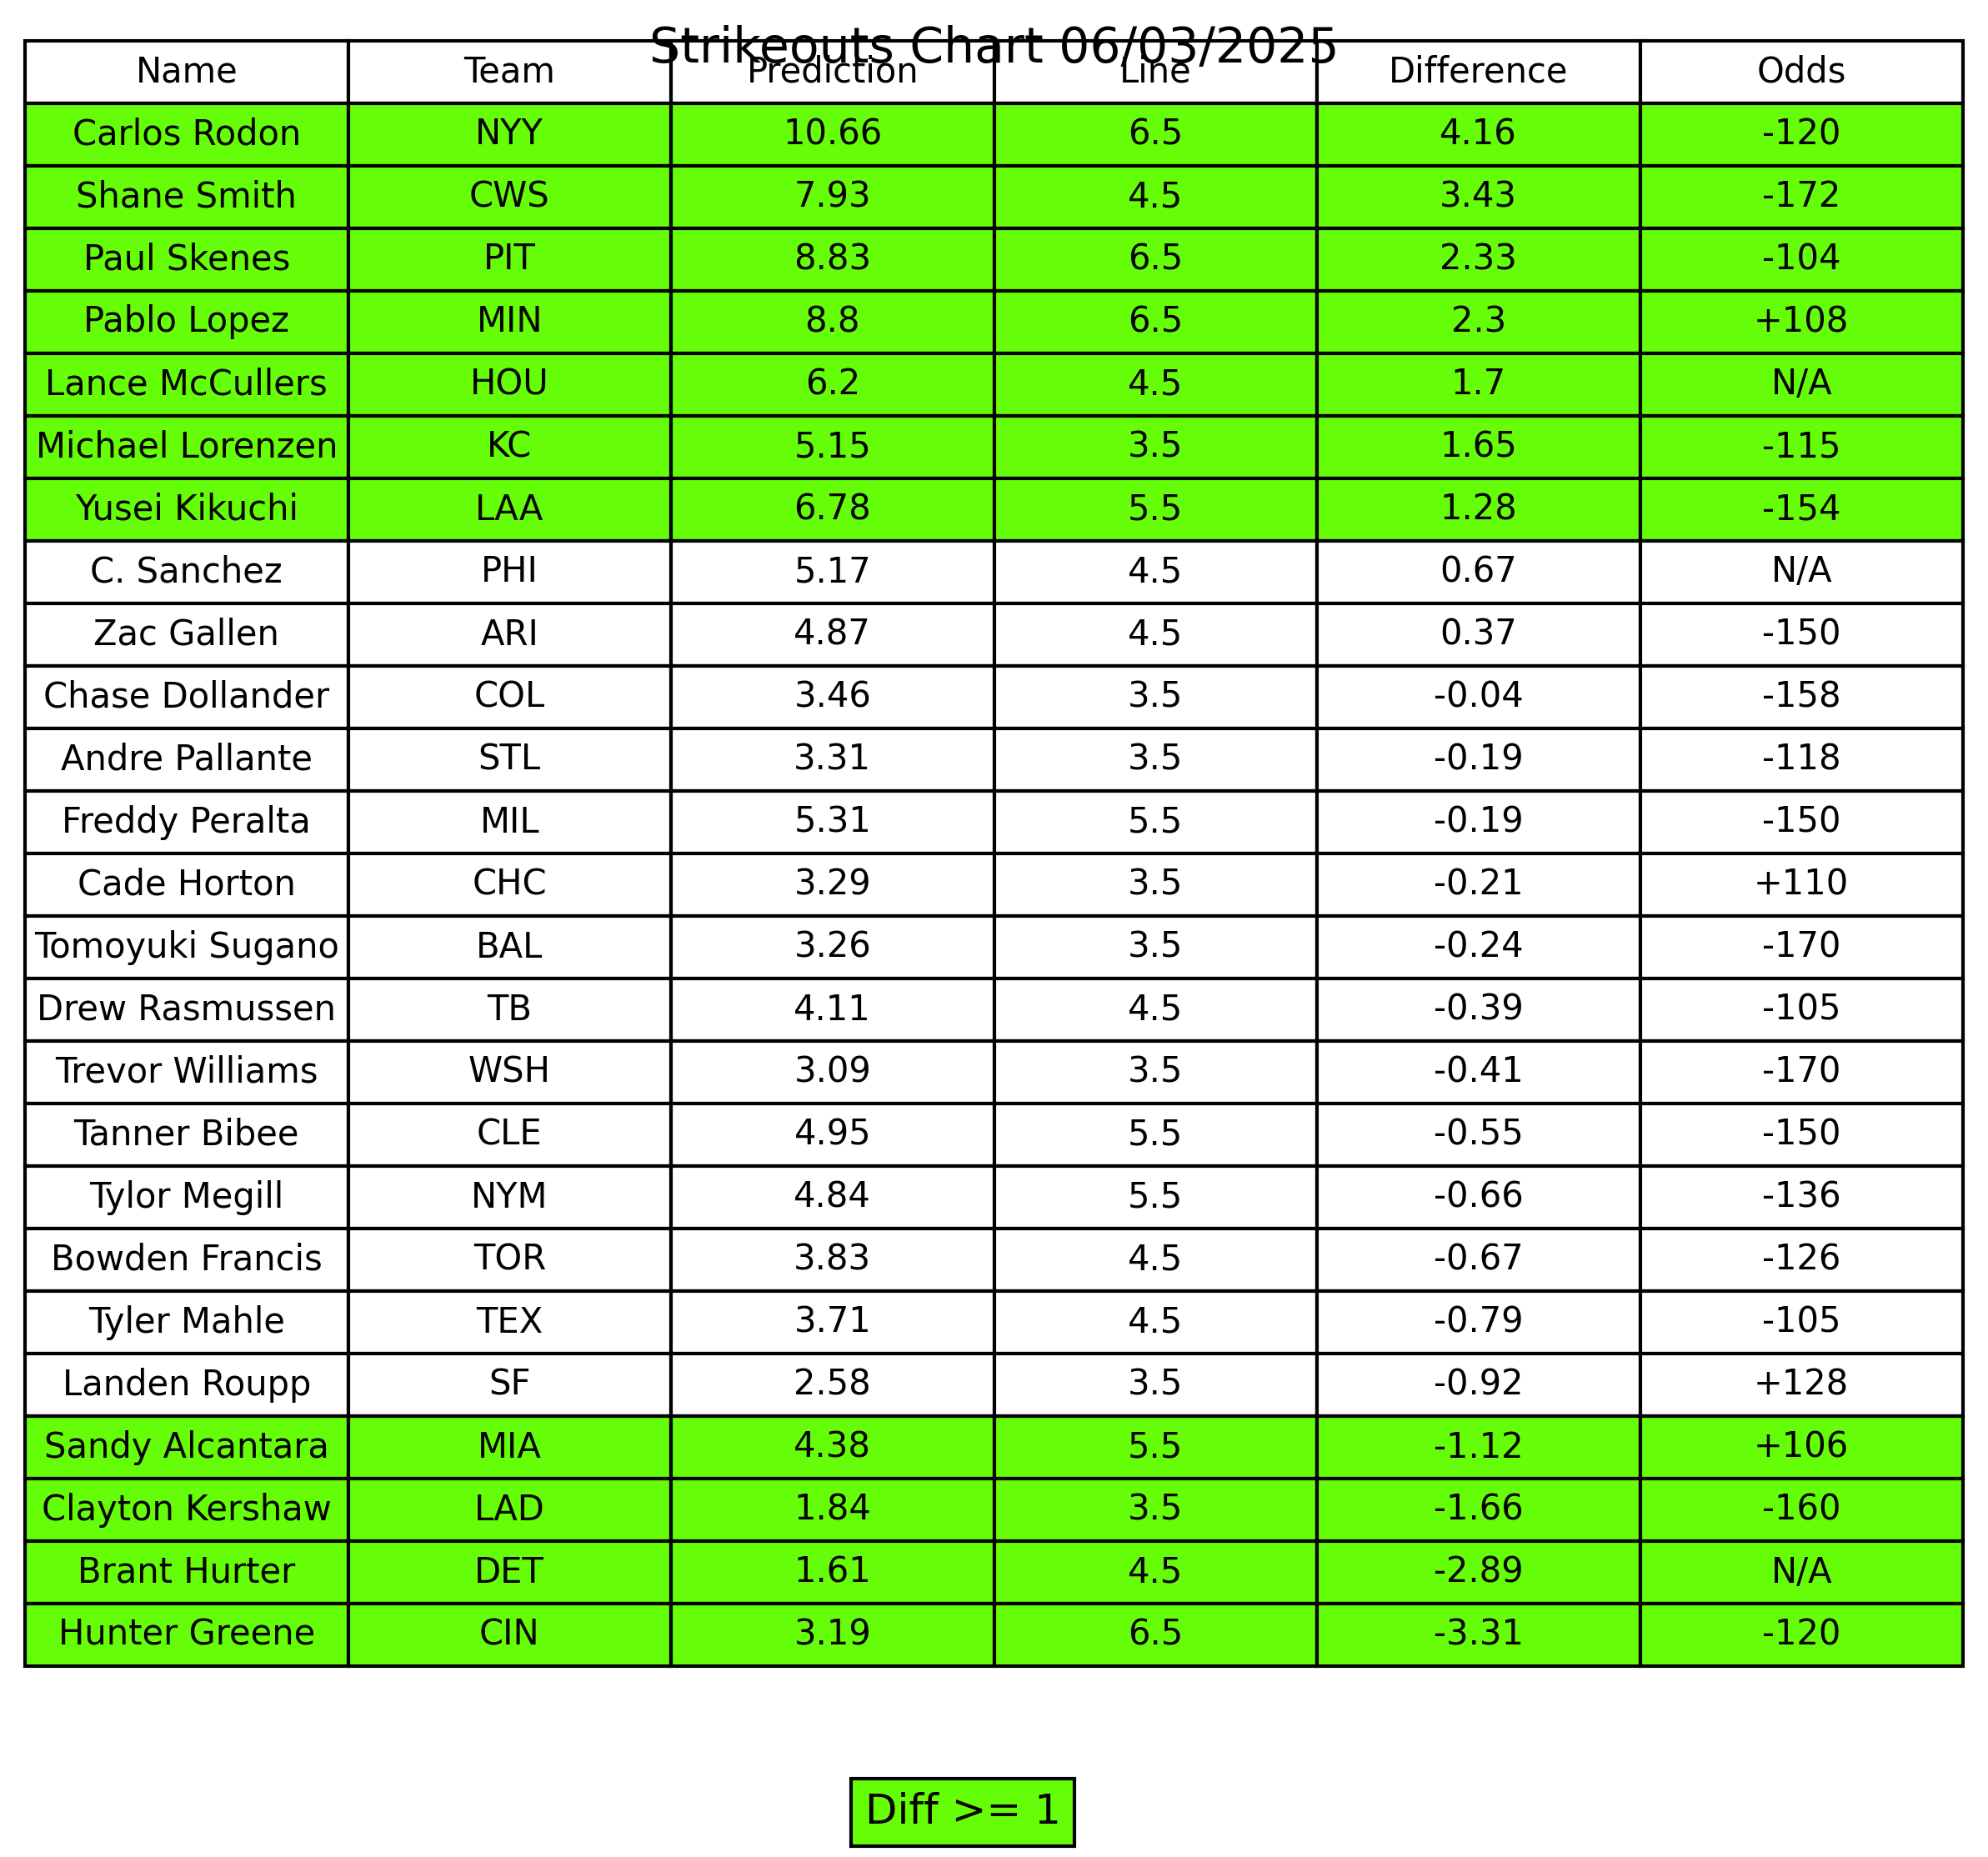 Strikeouts Chart 06/03/2025
Name Team Prediction Line Difference Odds
Carlos Rodon NYY 10.66 6.5 4.16 -120
Shane Smith CWS 7.93 4.5 3.43 -172
Paul Skenes PIT 8.83 6.5 2.33 -104
Pablo Lopez MIN 8.8 6.5 2.3 +108
Lance McCullers HOU 6.2 4.5 1.7 N/A
Michael Lorenzen KC 5.15 3.5 1.65 -115
Yusei Kikuchi LAA 6.78 5.5 1.28 -154
C. Sanchez PHI 5.17 4.5 0.67 N/A
Zac Gallen ARI 4.87 4.5 0.37 -150
Chase Dollander COL 3.46 3.5 -0.04 -158
Andre Pallante STL 3.31 3.5 -0.19 -118
Freddy Peralta MIL 5.31 5.5 -0.19 -150
Cade Horton CHC 3.29 3.5 -0.21 +110
Tomoyuki Sugano BAL 3.26 3.5 -0.24 -170
Drew Rasmussen TB 4.11 4.5 -0.39 -105
Trevor Williams WSH 3.09 3.5 -0.41 -170
Tanner Bibee CLE 4.95 5.5 -0.55 -150
Tylor Megill NYM 4.84 5.5 -0.66 -136
Bowden Francis TOR 3.83 4.5 -0.67 -126
Tyler Mahle TEX 3.71 4.5 -0.79 -105
Landen Roupp SF 2.58 3.5 -0.92 +128
Sandy Alcantara MIA 4.38 5.5 -1.12 +106
Clayton Kershaw LAD 1.84 3.5 -1.66 -160
Brant Hurter DET 1.61 4.5 -2.89 N/A
Hunter Greene CIN 3.19 6.5 -3.31 -120
Diff >= 1